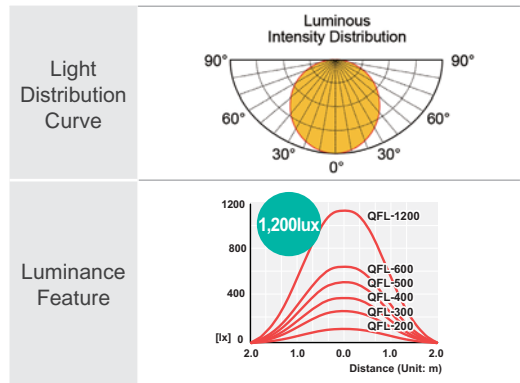 Light
Distribution
Curve
Luminous
Intensity Distribution
90° 90°
60° 60°
30° 30°
0°
Luminance
Feature
1200
800
400
[lx] 0
1,200lux
QFL-1200
QFL-600
QFL-500
QFL-400
QFL-300
QFL-200
2.0 1.0 0.0 1.0 2.0
Distance (Unit: m)